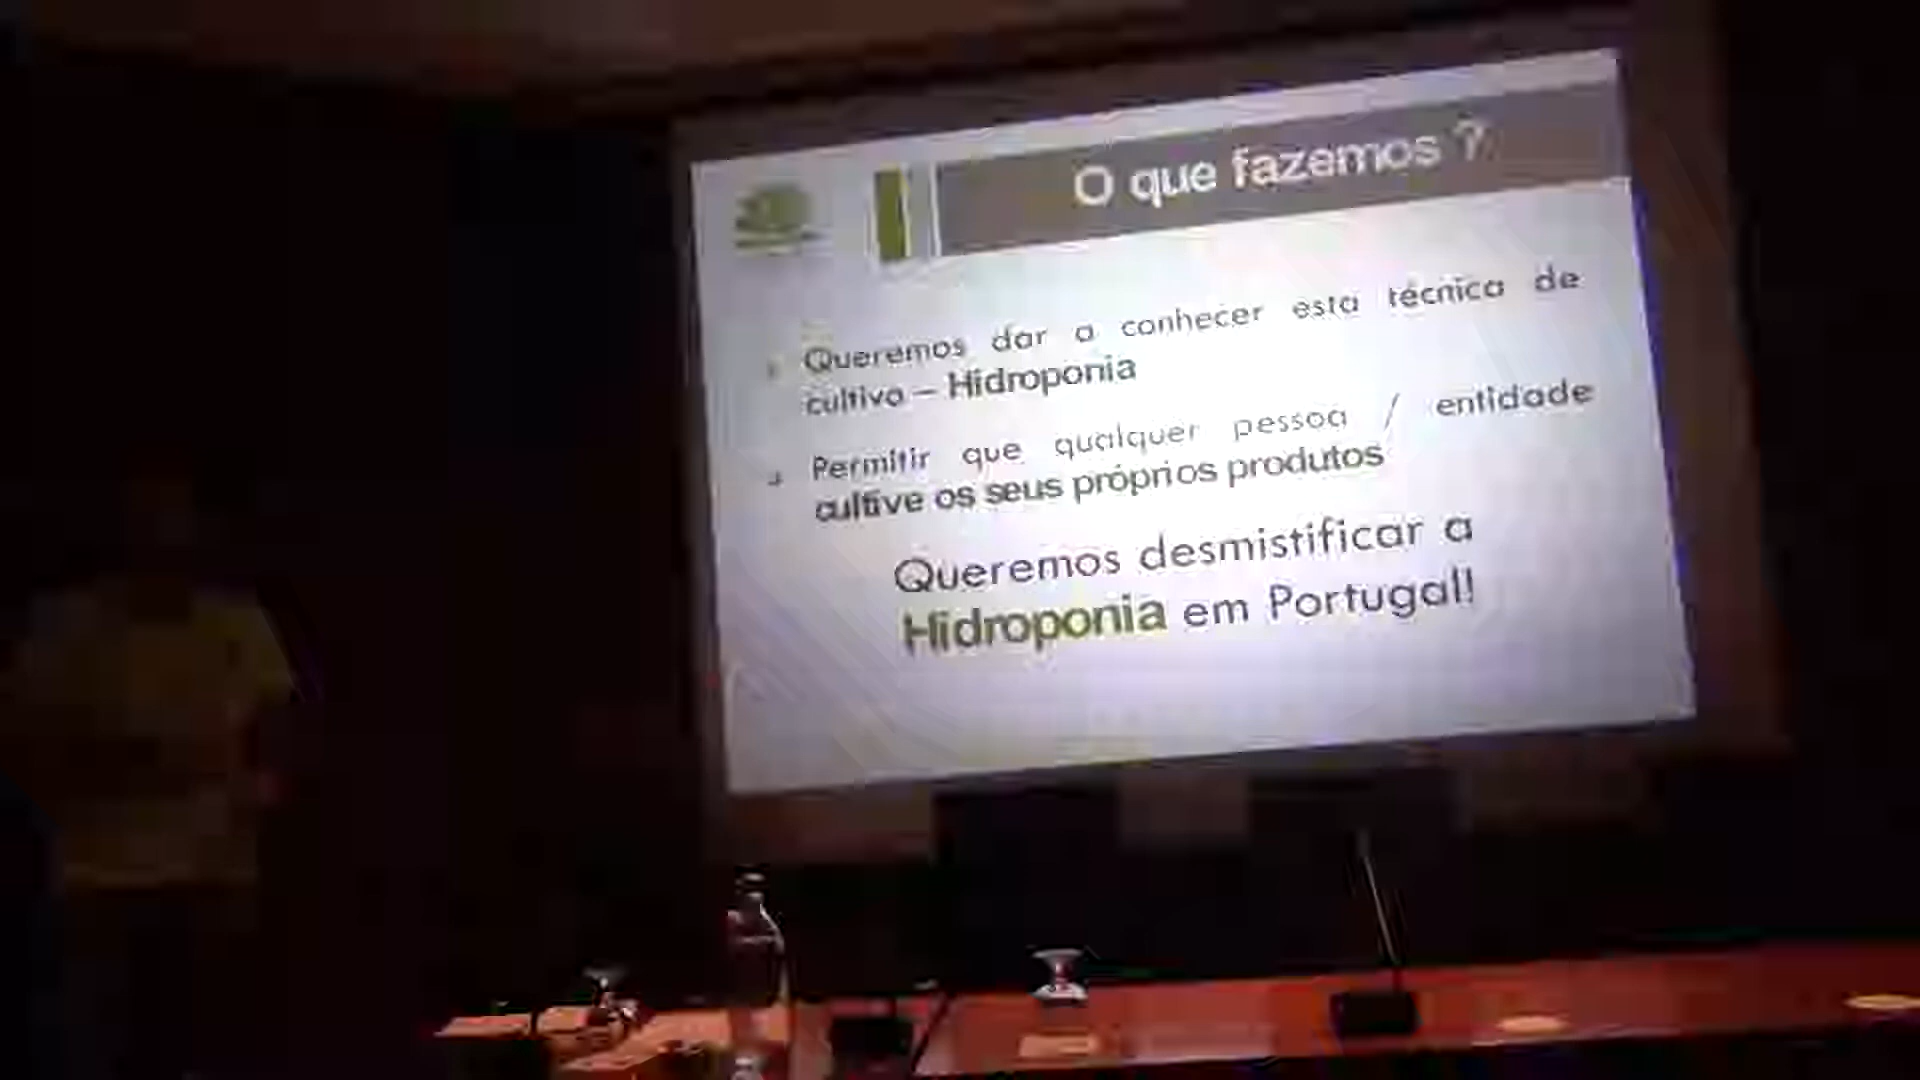 O que fazemos ?
Queremos dar a conhecer esta técnica de
cultivo – Hidroponia
Permitir que qualquer pessoa / entidade
cultive os seus próprios produtos
Queremos desmistificar a
Hidroponia em Portugal!